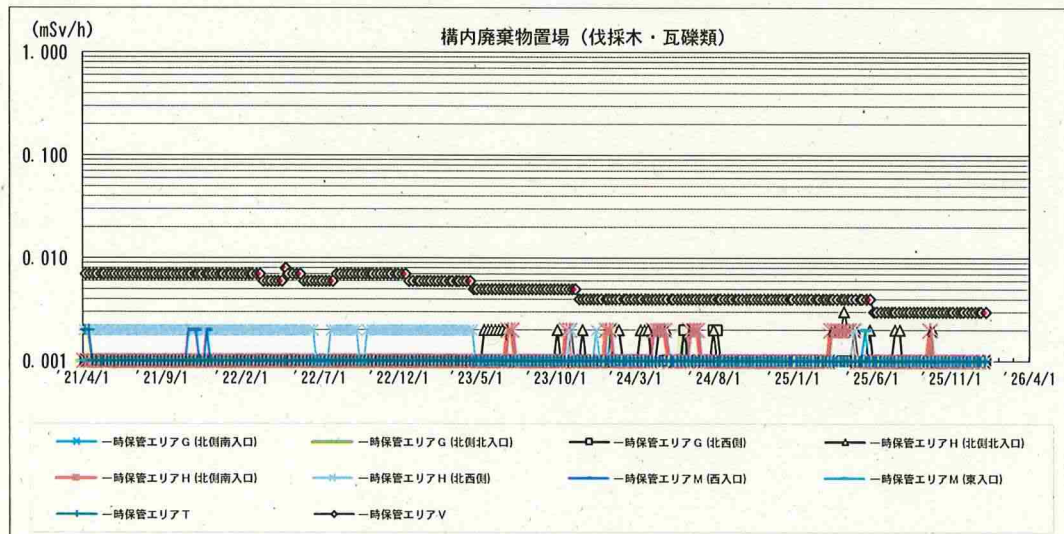 (mSv/h)
構内廃棄物置場（伐採木・瓦礫類）
1.000
0.100
0.010
0.001
'21/4/1 '21/9/1 '22/2/1 '22/7/1 '22/12/1 '23/5/1 '23/10/1 '24/3/1 '24/8/1 '25/1/1 '25/6/1 '25/11/1 '26/4/1
一時保管エリアG(北側南入口) 一時保管エリアG(北側北入口) 一時保管エリアG(北西側) 一時保管エリアH(北側北入口)
一時保管エリアH(北側南入口) 一時保管エリアH(北西側) 一時保管エリアM(西入口) 一時保管エリアM(東入口)
一時保管エリアT 一時保管エリアV